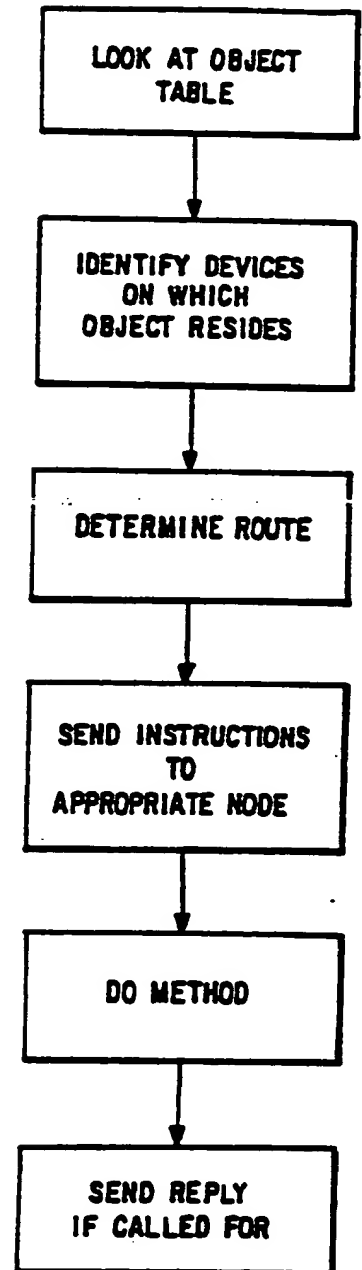 LOOK AT OBJECT
TABLE
IDENTIFY DEVICES
ON WHICH
OBJECT RESIDES
DETERMINE ROUTE
SEND INSTRUCTIONS
TO
APPROPRIATE NODE
DO METHOD
SEND REPLY
IF CALLED FOR